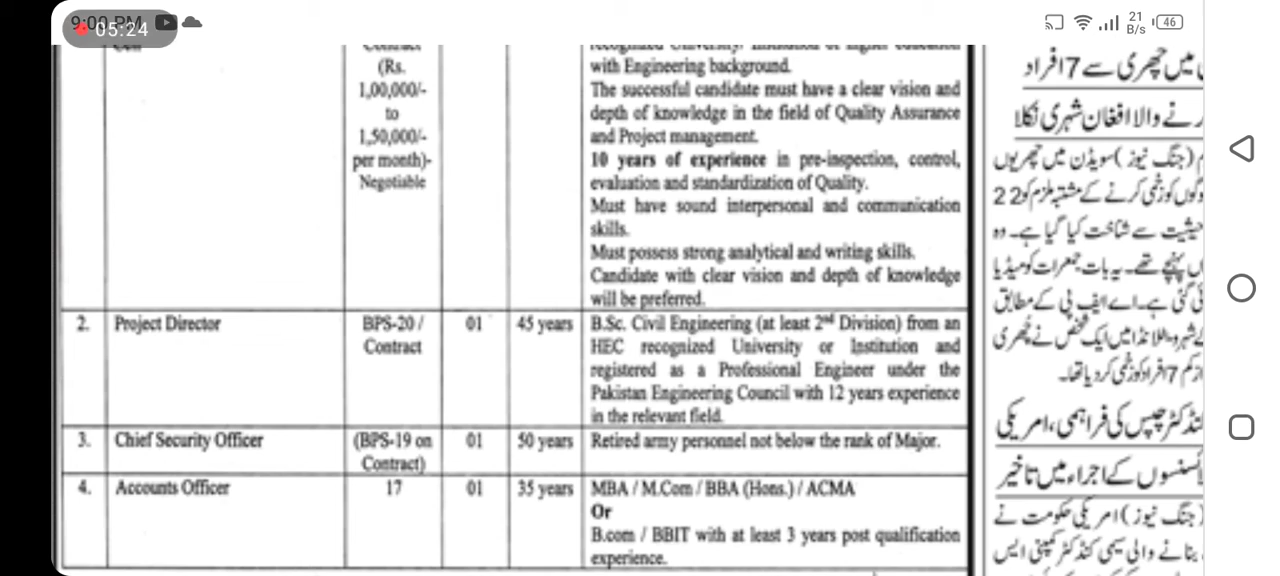 9:00 PM
05:24
21
B/s
46
Contract
(Rs.
1,00,000/-
to
1,50,000/-
per month)-
Negotiable
recognized University/ Institution of higher education
with Engineering background.
The successful candidate must have a clear vision and
depth of knowledge in the field of Quality Assurance
and Project management.
10 years of experience in pre-inspection, control,
evaluation and standardization of Quality.
Must have sound interpersonal and communication
skills.
Must possess strong analytical and writing skills.
Candidate with clear vision and depth of knowledge
will be preferred.
2. Project Director
BPS-20 /
Contract
01
45 years
B.Sc. Civil Engineering (at least 2nd Division) from an
HEC recognized University or Institution and
registered as a Professional Engineer under the
Pakistan Engineering Council with 12 years experience
in the relevant field.
3. Chief Security Officer
(BPS-19 on
Contract)
01
50 years
Retired army personnel not below the rank of Major.
4. Accounts Officer
17
01
35 years
MBA / M.Com / BBA (Hons.) / ACMA
Or
B.com / BBIT with at least 3 years post qualification
experience.
میں چھری سے 7 افراد
رنے والا افغان شہری نکلا
م (جنگ نیوز) سویڈن میں چھریوں
وگوں کو زخمی کرنے کے مشتبہ ملزم کو 22
حیثیت سے شناخت کیا گیا ہے۔ وہ
ں پہنچے تھے۔ یہ بات جمعرات کو میڈیا
ئی گئی ہے۔ اے ایف پی کے مطابق
میں ایک شخص نے چھری
ازکم 7 افراد کو زخمی کر دیا تھا۔
کنڈکٹر چپس کی فراہمی، امریکی
لائسنسوں کے اجراء میں تاخیر
(جنگ نیوز) امریکی حکومت نے
بنانے والی سیمی کنڈکٹر کمپنی ایس